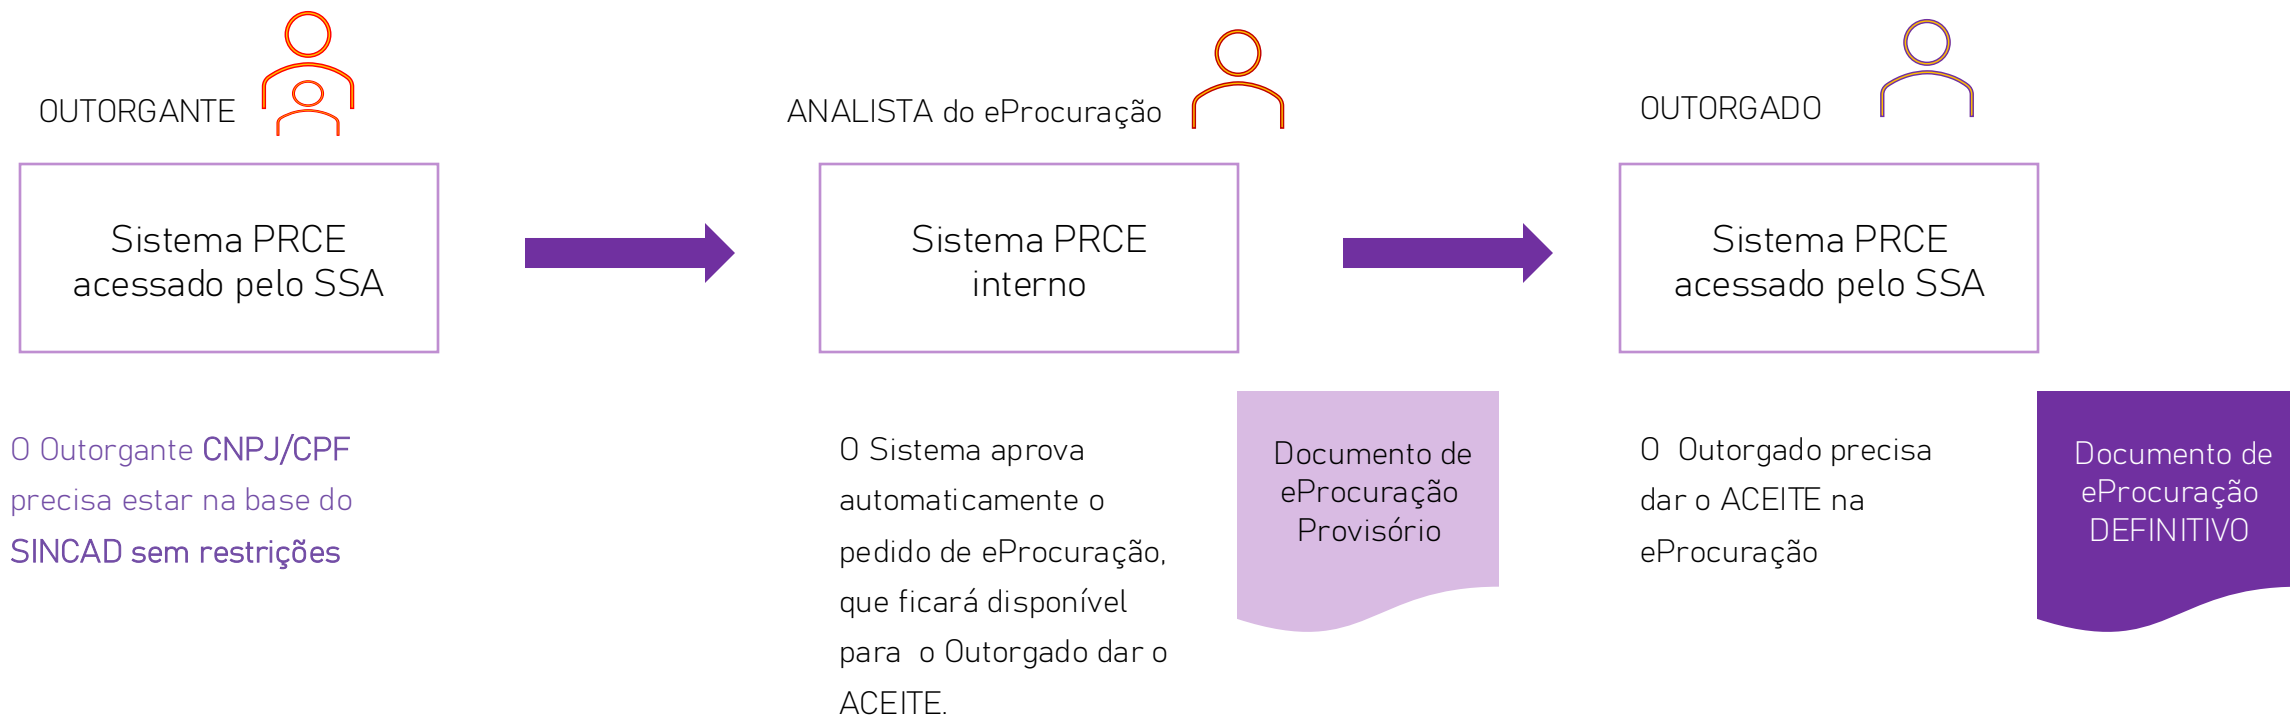 OUTORGANTE
Sistema PRCE
acessado pelo SSA
O Outorgante CNPJ/CPF
precisa estar na base do
SINCAD sem restrições
ANALISTA do eProcuração
Sistema PRCE
interno
O Sistema aprova
automaticamente o
pedido de eProcuração,
que ficará disponível
para o Outorgado dar o
ACEITE.
Documento de
eProcuração
Provisório
OUTORGADO
Sistema PRCE
acessado pelo SSA
O Outorgado precisa
dar o ACEITE na
eProcuração
Documento de
eProcuração
DEFINITIVO